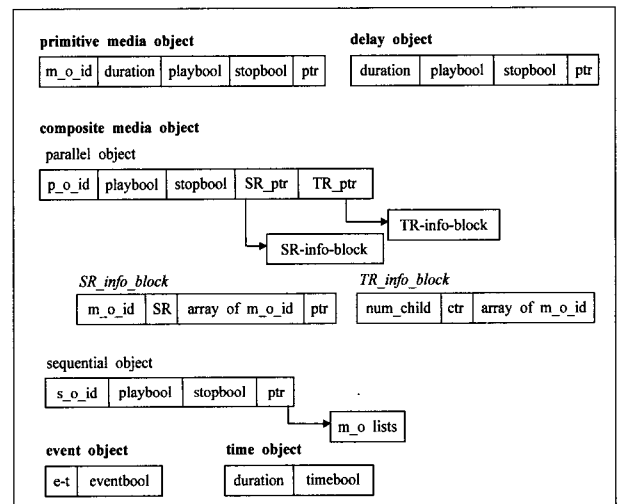 primitive media object
delay object
m_o_id duration playbool stopbool ptr
duration playbool stopbool ptr
composite media object
parallel object
p_o_id playbool stopbool SR_ptr TR_ptr
TR-info-block
SR-info-block
SR_info_block
TR_info_block
m_o_id SR array of m_o_id ptr
num_child ctr array of m_o_id
sequential object
s_o_id playbool stopbool ptr
m_o lists
event object
time object
e-t eventbool
duration timebool